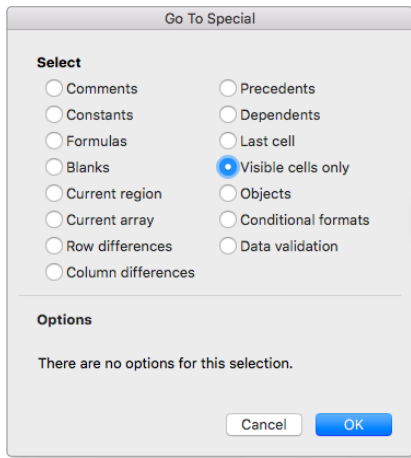 Go To Special
Select
Comments
Constants
Formulas
Blanks
Current region
Current array
Row differences
Column differences
Precedents
Dependents
Last cell
Visible cells only
Objects
Conditional formats
Data validation
Options
There are no options for this selection.
Cancel
OK